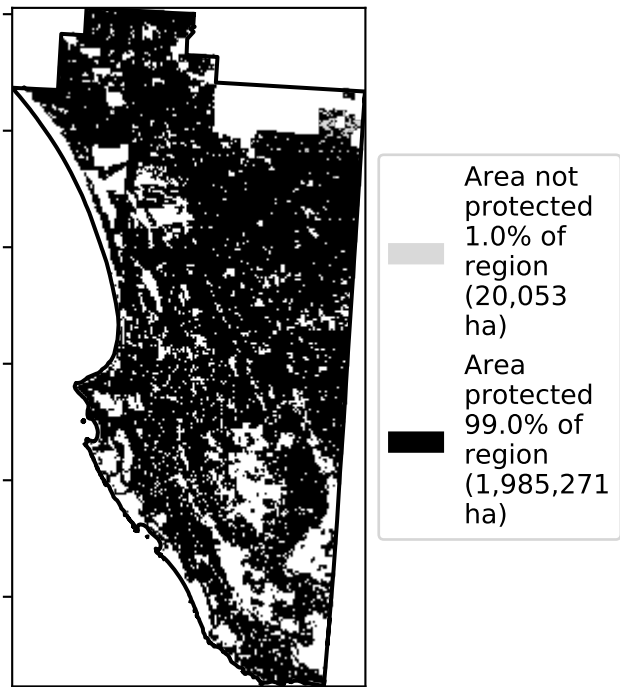 Area not
protected
1.0% of
region
(20,053
ha)
Area
protected
99.0% of
region
(1,985,271
ha)